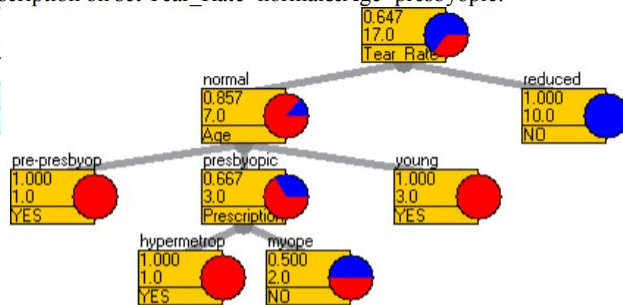 scription on set Tear_Rate=normal&Age=presbyopic.
0.647
17.0
Tear_Rate
normal
0.857
7.0
Age
reduced
1.000
10.0
NO
pre-presbyop
1.000
1.0
YES
presbyopic
0.667
3.0
Prescription
young
1.000
3.0
YES
hypermetrop
1.000
1.0
YES
myope
0.500
2.0
NO